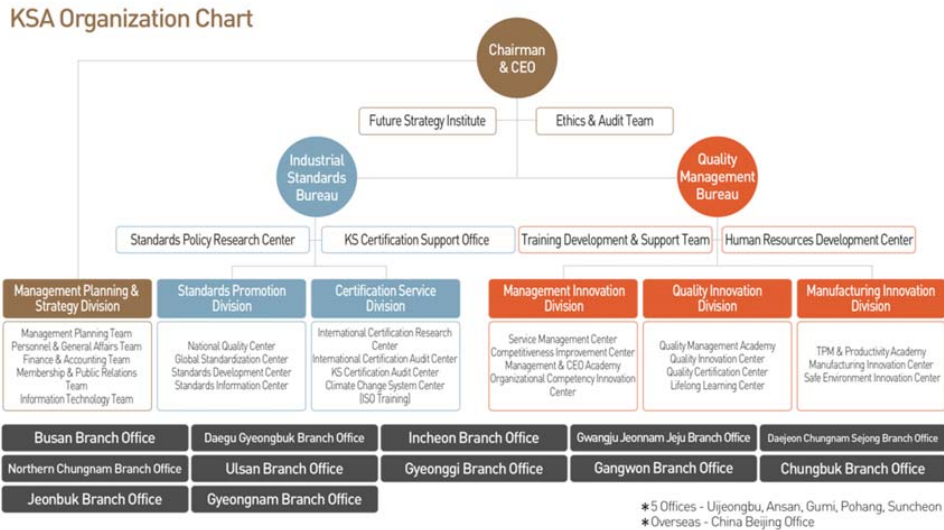 KSA Organization Chart
Chairman
& CEO
Future Strategy Institute
Ethics & Audit Team
Industrial
Standards
Bureau
Quality
Management
Bureau
Standards Policy Research Center
KS Certification Support Office
Training Development & Support Team
Human Resources Development Center
Management Planning &
Strategy Division
Management Planning Team
Personnel & General Affairs Team
Finance & Accounting Team
Membership & Public Relations
Team
Information Technology Team
Standards Promotion
Division
National Quality Center
Global Standardization Center
Standards Development Center
Standards Information Center
Certification Service
Division
International Certification Research
Center
International Certification Audit Center
KS Certification Audit Center
Climate Change System Center
(ISO Training)
Management Innovation
Division
Service Management Center
Competitiveness Improvement Center
Management & CEO Academy
Organizational Competency Innovation
Center
Quality Innovation
Division
Quality Management Academy
Quality Innovation Center
Quality Certification Center
Lifelong Learning Center
Manufacturing Innovation
Division
TPM & Productivity Academy
Manufacturing Innovation Center
Safe Environment Innovation Center
Busan Branch Office
Daegu Gyeongbuk Branch Office
Incheon Branch Office
Gwangju Jeonnam Jeju Branch Office
Daejeon Chungnam Sejong Branch Office
Northern Chungnam Branch Office
Ulsan Branch Office
Gyeonggi Branch Office
Gangwon Branch Office
Chungbuk Branch Office
Jeonbuk Branch Office
Gyeongnam Branch Office
* 5 Offices - Uijeongbu, Ansan, Gumi, Pohang, Suncheon
* Overseas - China Beijing Office